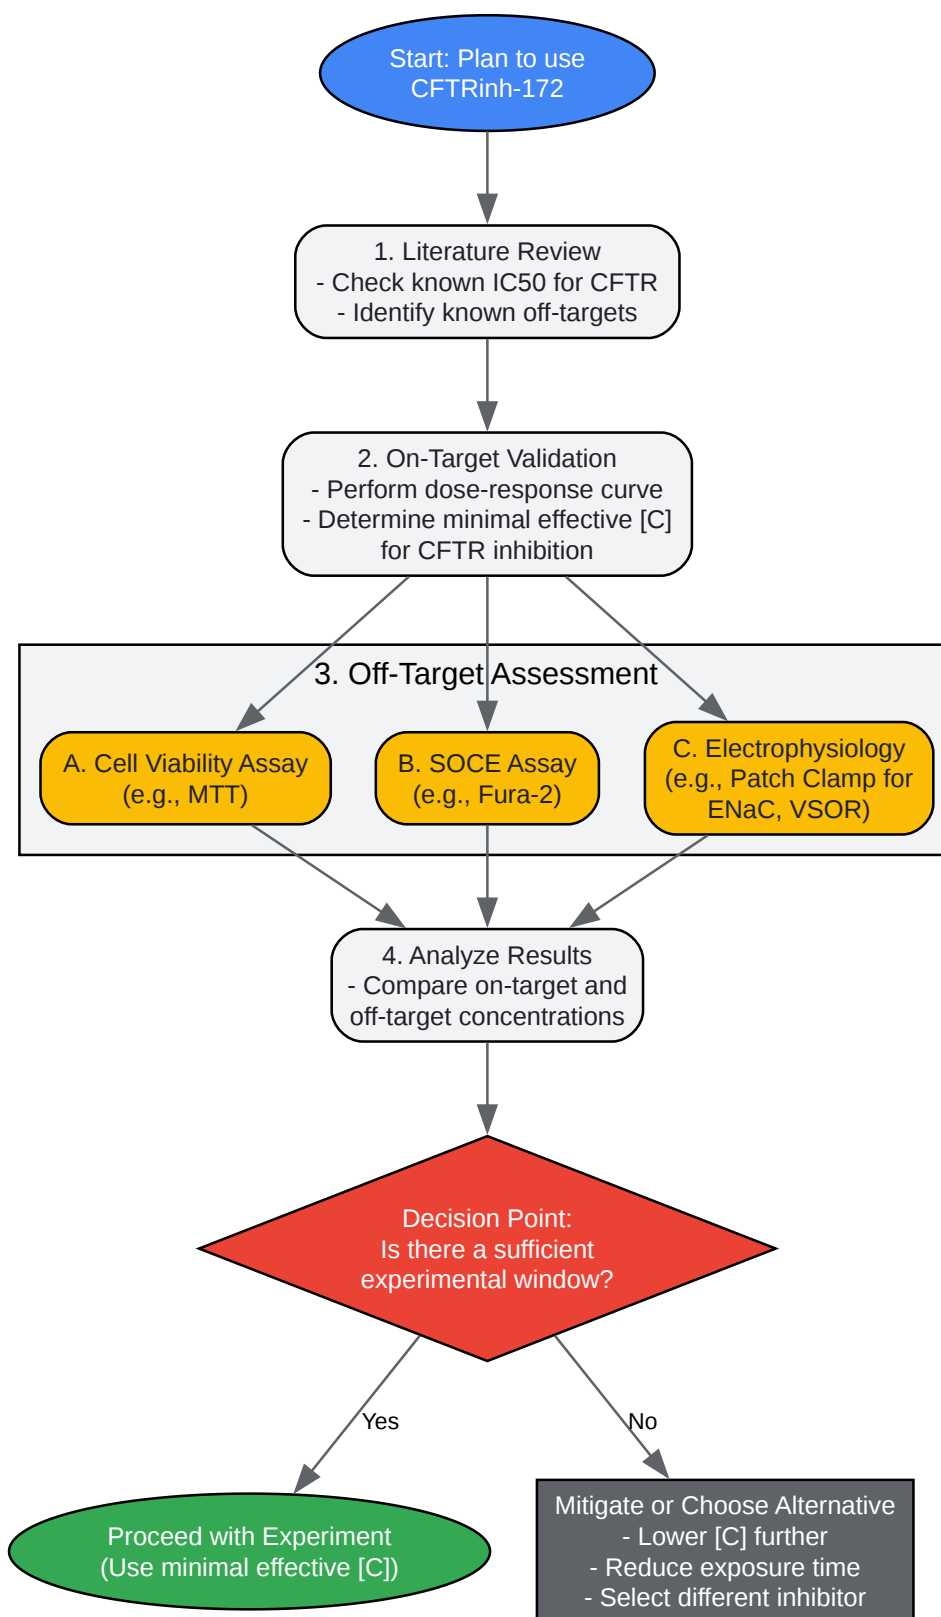 Start: Plan to use
CFTRinh-172
1. Literature Review
- Check known IC50 for CFTR
- Identify known off-targets
2. On-Target Validation
- Perform dose-response curve
- Determine minimal effective [C]
for CFTR inhibition
3. Off-Target Assessment
A. Cell Viability Assay
(e.g., MTT)
B. SOCE Assay
(e.g., Fura-2)
C. Electrophysiology
(e.g., Patch Clamp for
ENaC, VSOR)
4. Analyze Results
- Compare on-target and
off-target concentrations
Decision Point:
Is there a sufficient
experimental window?
Yes
No
Proceed with Experiment
(Use minimal effective [C])
Mitigate or Choose Alternative
- Lower [C] further
- Reduce exposure time
- Select different inhibitor